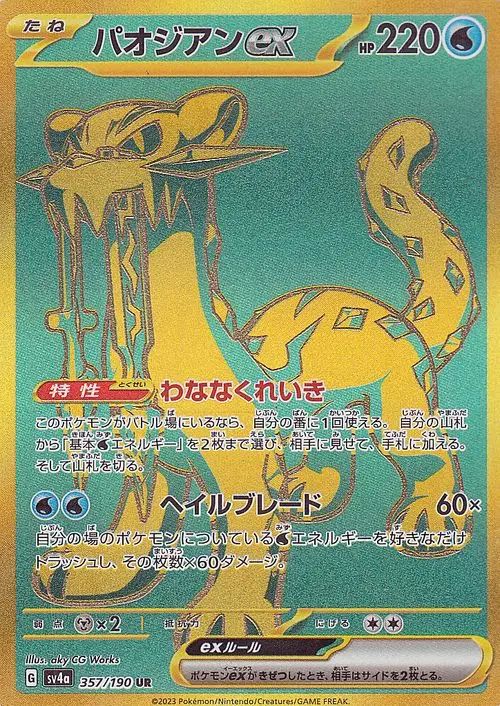 たね パオジアンex HP 220
特性 とくせい わななくれいき
このポケモンがバトル場にいるなら、自分の番に1回使える。自分の山札
から「基本エネルギー」を2枚まで選び、相手に見せて、手札に加える。
そして山札を切る。
ヘイルブレード 60×
自分の場のポケモンについているエネルギーを好きなだけ
トラッシュし、その枚数×60ダメージ。
弱点 ×2 抵抗力 にげる
Illus. aky CG Works
exルール
G sv4a 357/190 UR
ポケモンexがきぜつしたとき、相手はサイドを2枚とる。
©2023 Pokémon/Nintendo/Creatures/GAME FREAK.